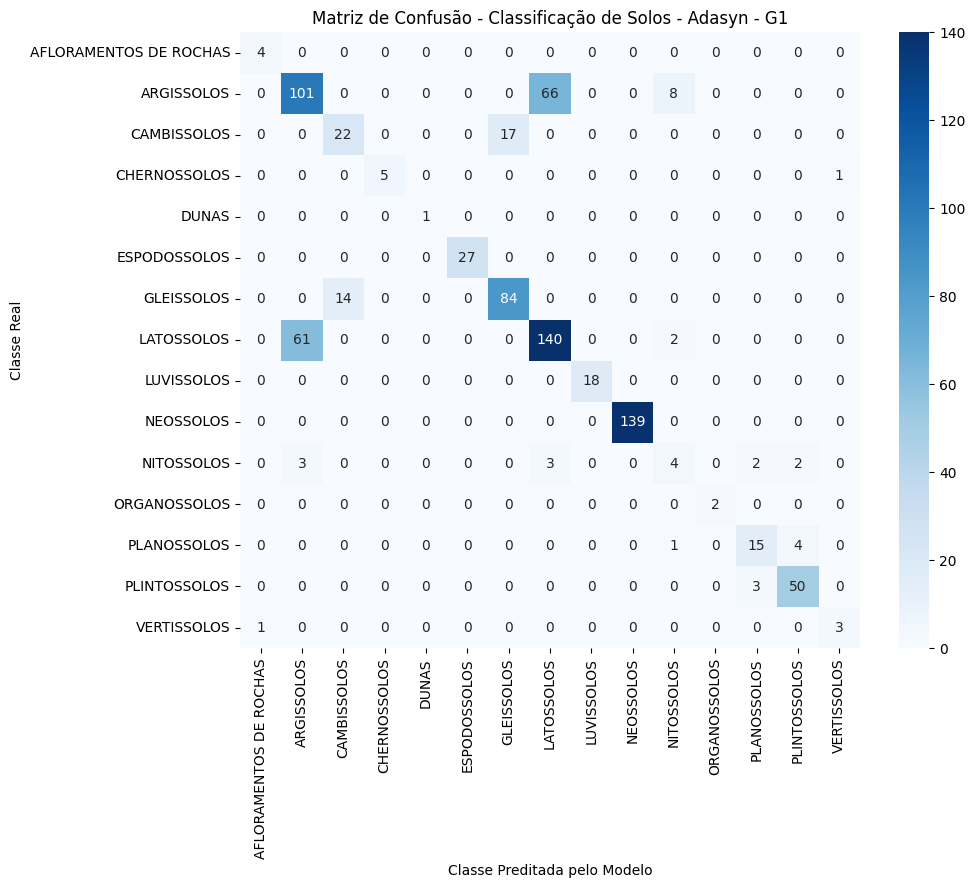 Matriz de Confusão - Classificação de Solos - Adasyn - G1
Classe Real
AFLORAMENTOS DE ROCHAS 4 0 0 0 0 0 0 0 0 0 0 0 0 0 0
ARGISSOLOS 0 101 0 0 0 0 0 66 0 0 8 0 0 0 0
CAMBISSOLOS 0 0 22 0 0 0 17 0 0 0 0 0 0 0 0
CHERNOSSOLOS 0 0 0 5 0 0 0 0 0 0 0 0 0 0 1
DUNAS 0 0 0 0 1 0 0 0 0 0 0 0 0 0 0
ESPODOSSOLOS 0 0 0 0 0 27 0 0 0 0 0 0 0 0 0
GLEISSOLOS 0 0 14 0 0 0 84 0 0 0 0 0 0 0 0
LATOSSOLOS 0 61 0 0 0 0 0 140 0 0 2 0 0 0 0
LUVISSOLOS 0 0 0 0 0 0 0 0 18 0 0 0 0 0 0
NEOSSOLOS 0 0 0 0 0 0 0 0 0 139 0 0 0 0 0
NITOSSOLOS 0 3 0 0 0 0 0 3 0 0 4 0 2 2 0
ORGANOSSOLOS 0 0 0 0 0 0 0 0 0 0 0 2 0 0 0
PLANOSSOLOS 0 0 0 0 0 0 0 0 0 0 1 0 15 4 0
PLINTOSSOLOS 0 0 0 0 0 0 0 0 0 0 0 0 3 50 0
VERTISSOLOS 1 0 0 0 0 0 0 0 0 0 0 0 0 0 3
AFLORAMENTOS DE ROCHAS
ARGISSOLOS
CAMBISSOLOS
CHERNOSSOLOS
DUNAS
ESPODOSSOLOS
GLEISSOLOS
LATOSSOLOS
LUVISSOLOS
NEOSSOLOS
NITOSSOLOS
ORGANOSSOLOS
PLANOSSOLOS
PLINTOSSOLOS
VERTISSOLOS
Classe Preditada pelo Modelo
140
120
100
80
60
40
20
0